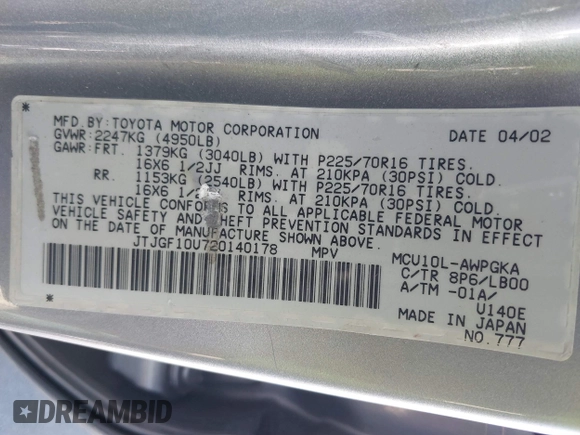 MFD.BY:TOYOTA MOTOR CORPORATION DATE 04/02
GVWR:2247KG (4950LB)
GAWR:FRT. 1379KG (3040LB) WITH P225/70R16 TIRES.
16X6 1/2JJ RIMS. AT 210KPA (30PSI) COLD.
RR. 1153KG (2540LB) WITH P225/70R16 TIRES.
16X6 1/ RIMS. AT 210KPA (30PSI) COLD.
THIS VEHICLE CONFORMS TO ALL APPLICABLE FEDERAL MOTOR
VEHICLE SAFETY AND THEFT PREVENTION STANDARDS IN EFFECT
ON THE DATE OF MANUFACTURE SHOWN ABOVE.
JTJGF10U720140178 MPV
MCU10L-AWPGKA
C/TR 8P6/LB00
A/TM -01A/
U140E
MADE IN JAPAN
NO.777
DREAMBID